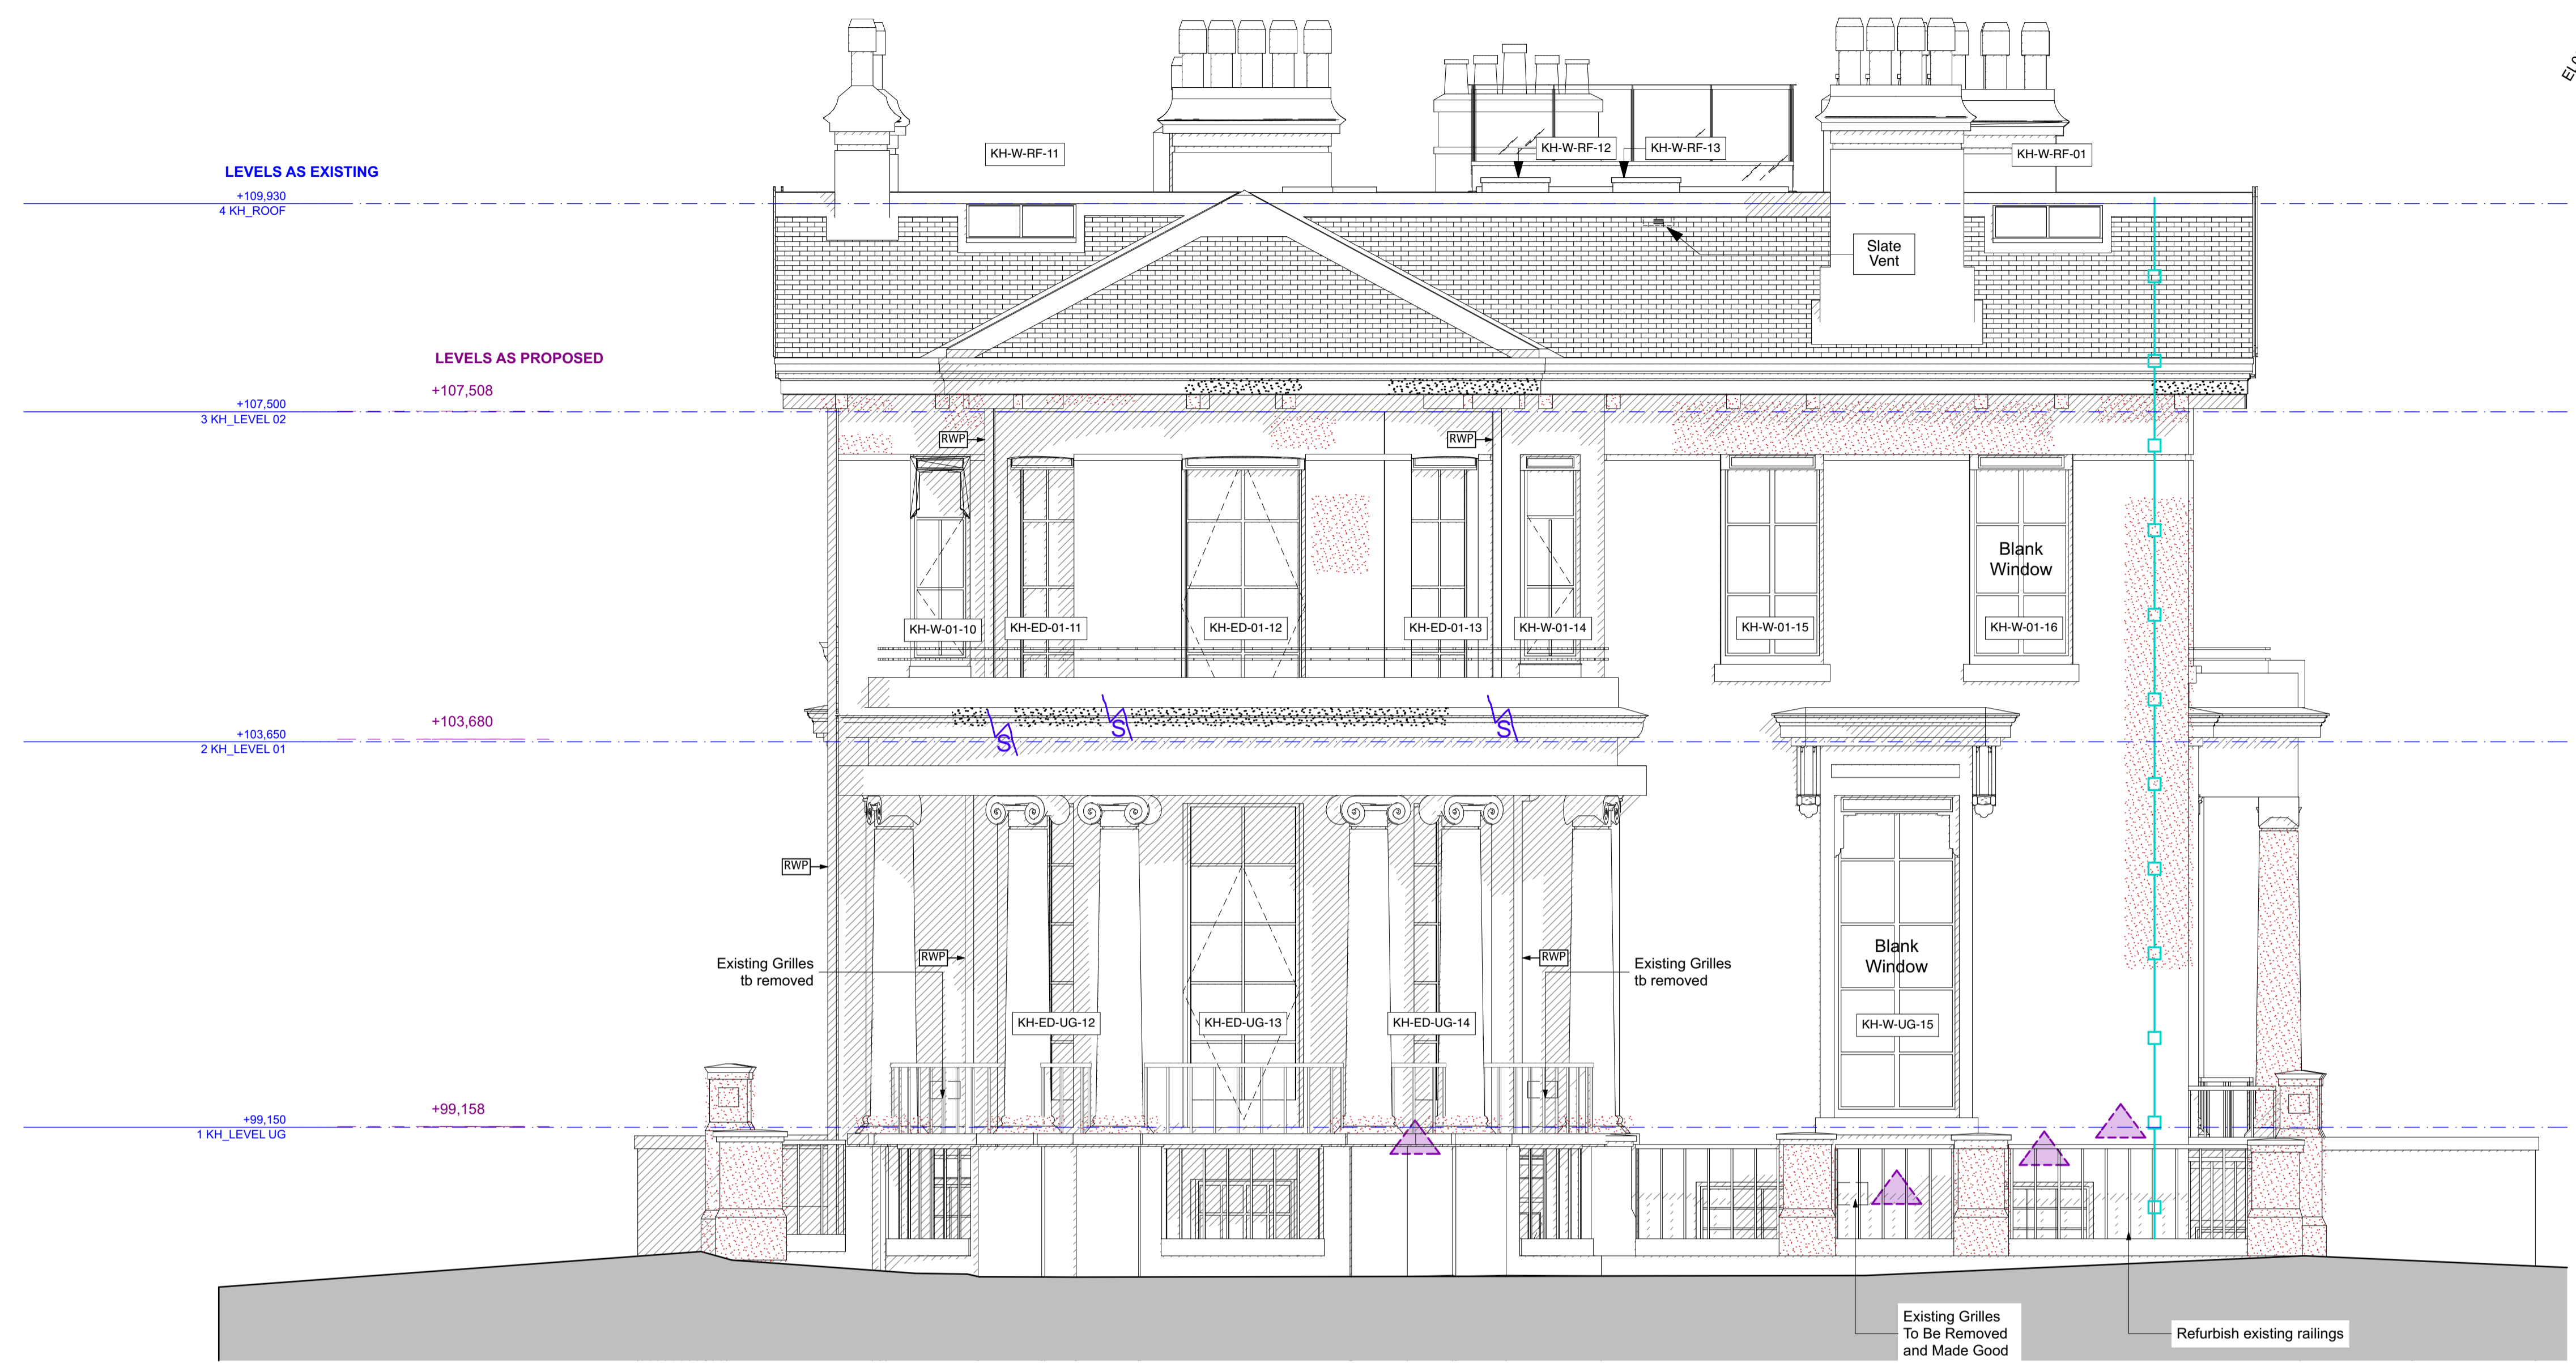 KH-W-RF-11
KH-W-RF-12
KH-W-RF-13
KH-W-RF-01
LEVELS AS EXISTING
+109,930
4 KH_ROOF
Slate
Vent
LEVELS AS PROPOSED
+107,508
+107,500
3 KH_LEVEL 02
RWP
RWP
Blank
Window
KH-W-01-10
KH-ED-01-11
KH-ED-01-12
KH-ED-01-13
KH-W-01-14
KH-W-01-15
KH-W-01-16
+103,680
+103,650
2 KH_LEVEL 01
S
S
S
RWP
RWP
RWP
Existing Grilles
tb removed
Existing Grilles
tb removed
Blank
Window
KH-ED-UG-12
KH-ED-UG-13
KH-ED-UG-14
KH-W-UG-15
+99,158
+99,150
1 KH_LEVEL UG
Existing Grilles
To Be Removed
and Made Good
Refurbish existing railings